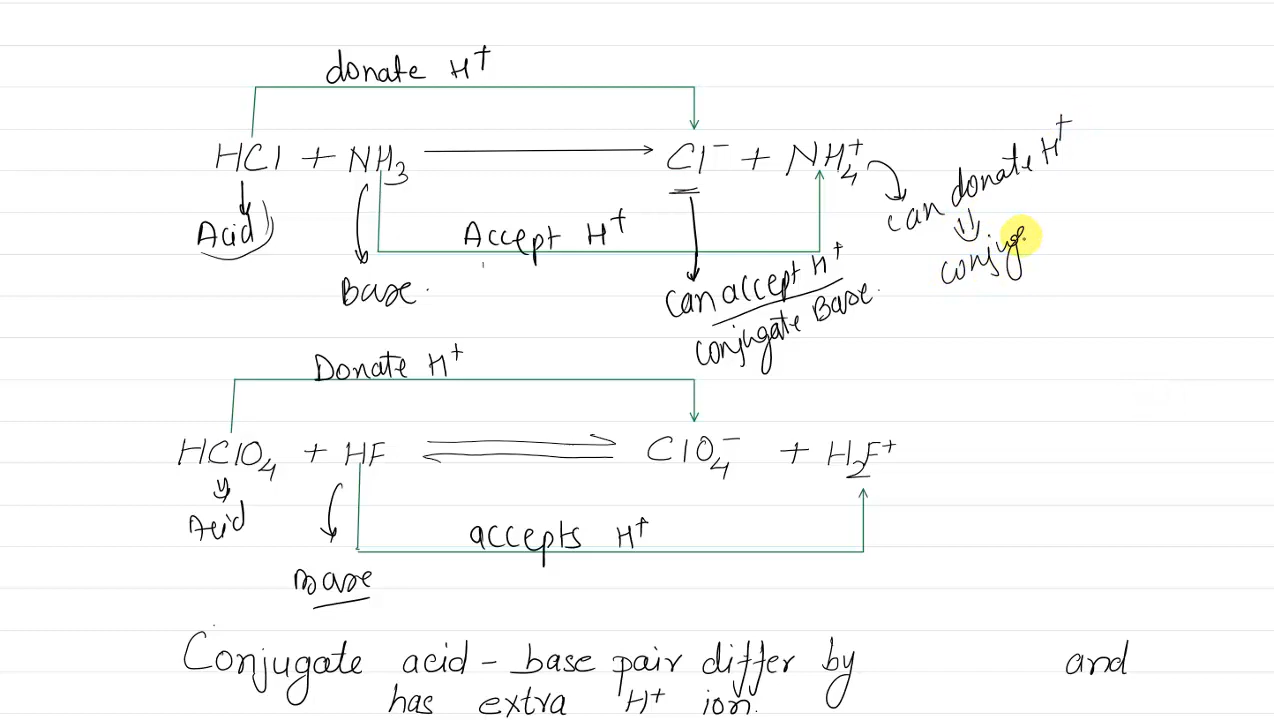 donate H⁺
HCl + NH₃ → Cl⁻ + NH₄⁺
can donate H⁺
Acid
Accept H⁺
Base.
can accept H⁺
conjugate Base.
Donate H⁺
HClO₄ + HF ⇌ ClO₄⁻ + H₂F⁺
Acid
accepts H⁺
Base
Conjugate acid - base pair differ by and
has extra H⁺ ion.